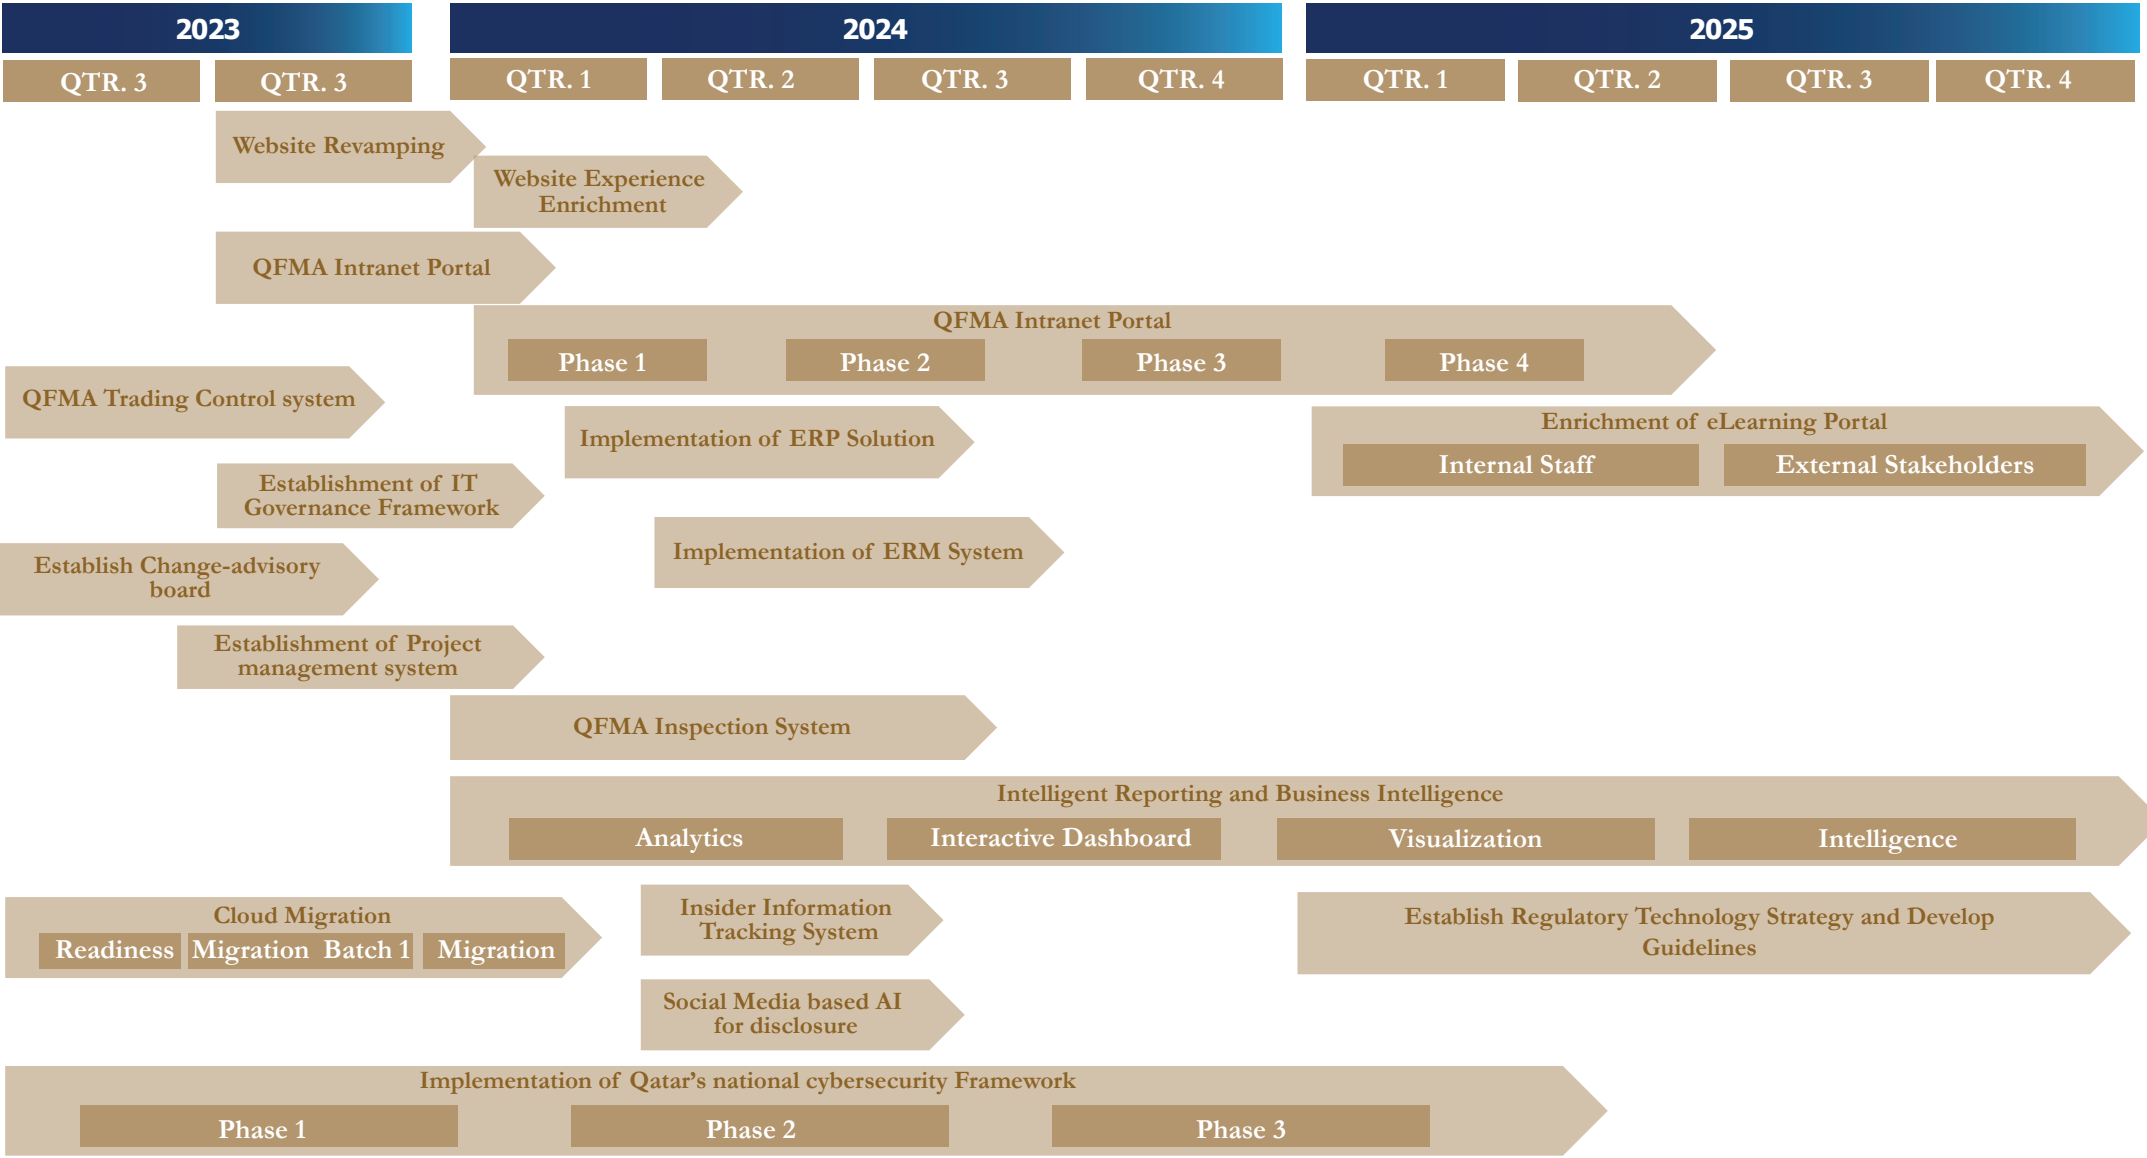 2023
2024
2025
QTR. 3
QTR. 3
QTR. 1
QTR. 2
QTR. 3
QTR. 4
QTR. 1
QTR. 2
QTR. 3
QTR. 4
Website Revamping
Website Experience
Enrichment
QFMA Intranet Portal
QFMA Intranet Portal
Phase 1
Phase 2
Phase 3
Phase 4
QFMA Trading Control system
Implementation of ERP Solution
Enrichment of eLearning Portal
Internal Staff
External Stakeholders
Establishment of IT
Governance Framework
Implementation of ERM System
Establish Change-advisory
board
Establishment of Project
management system
QFMA Inspection System
Intelligent Reporting and Business Intelligence
Analytics
Interactive Dashboard
Visualization
Intelligence
Cloud Migration
Readiness
Migration Batch 1
Migration
Insider Information
Tracking System
Establish Regulatory Technology Strategy and Develop
Guidelines
Social Media based AI
for disclosure
Implementation of Qatar's national cybersecurity Framework
Phase 1
Phase 2
Phase 3